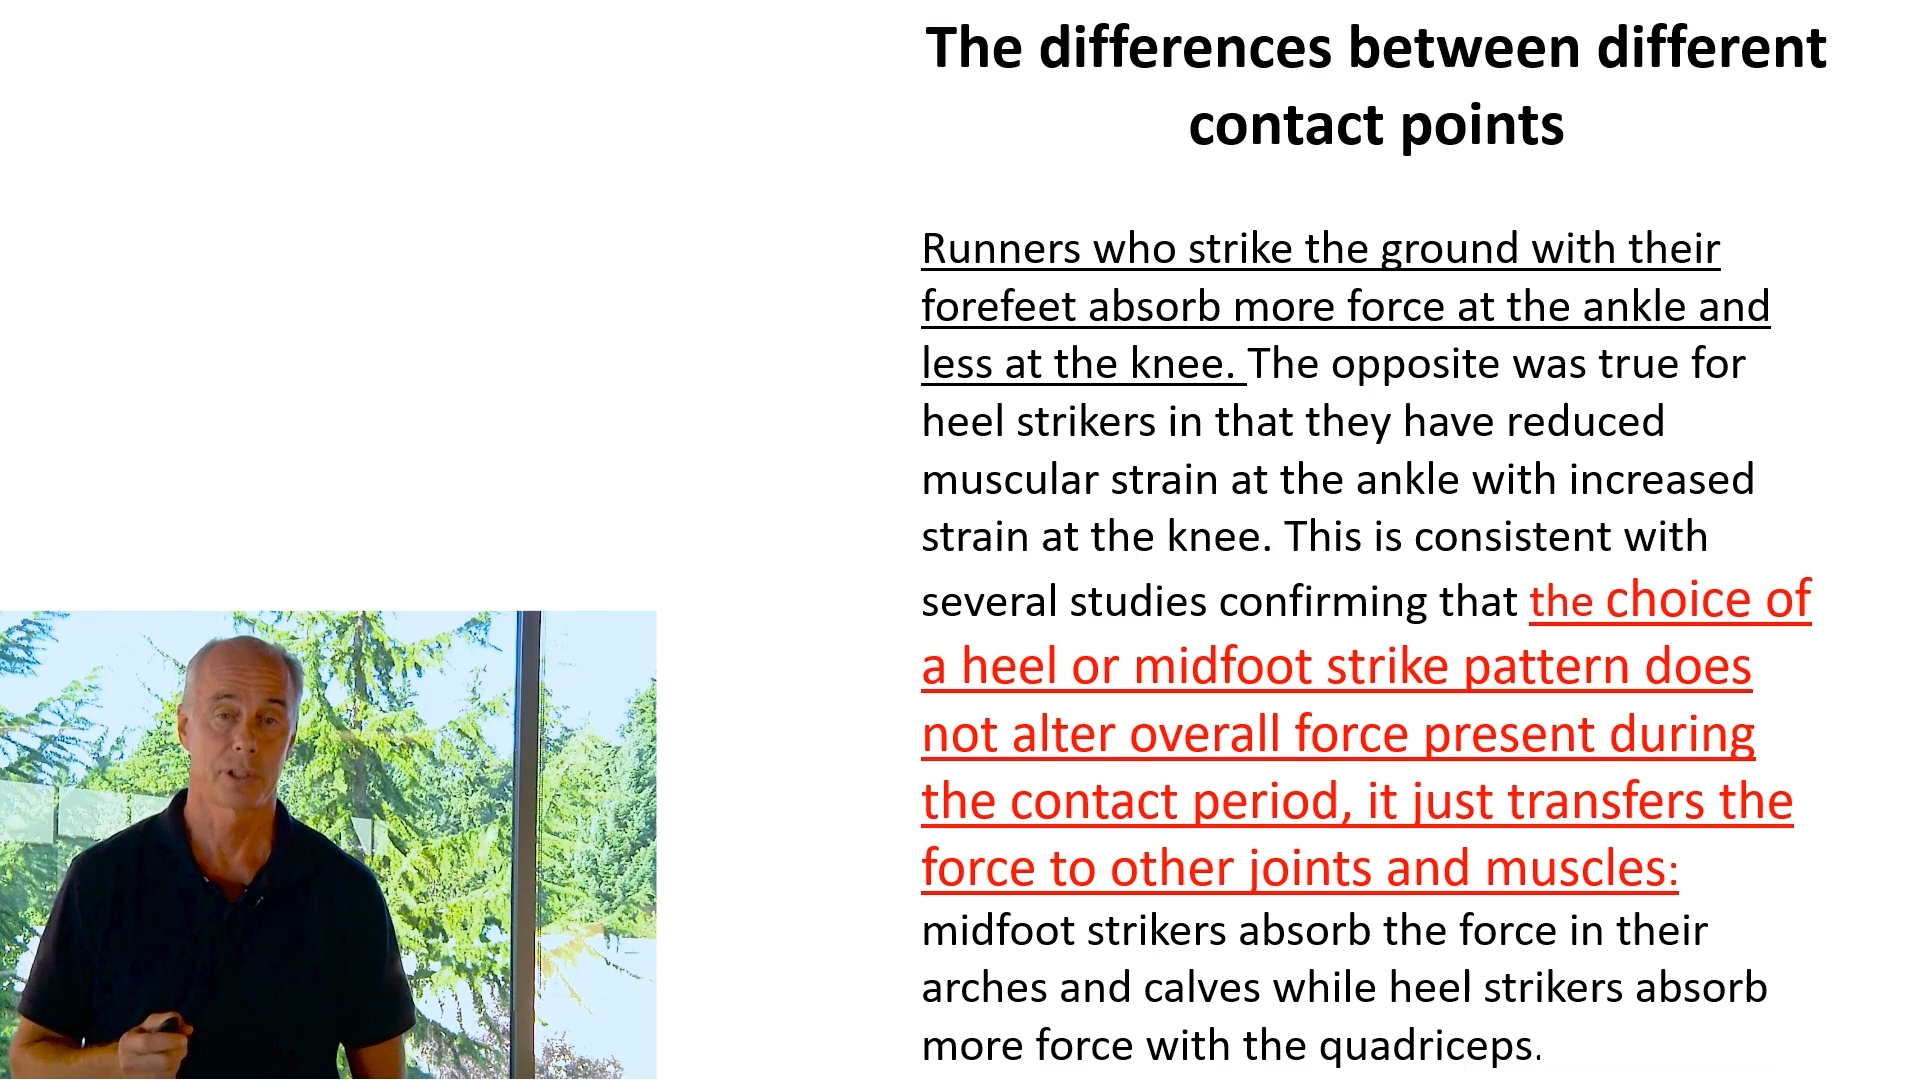 The differences between different
contact points
Runners who strike the ground with their
forefeet absorb more force at the ankle and
less at the knee. The opposite was true for
heel strikers in that they have reduced
muscular strain at the ankle with increased
strain at the knee. This is consistent with
several studies confirming that the choice of
a heel or midfoot strike pattern does
not alter overall force present during
the contact period, it just transfers the
force to other joints and muscles:
midfoot strikers absorb the force in their
arches and calves while heel strikers absorb
more force with the quadriceps.